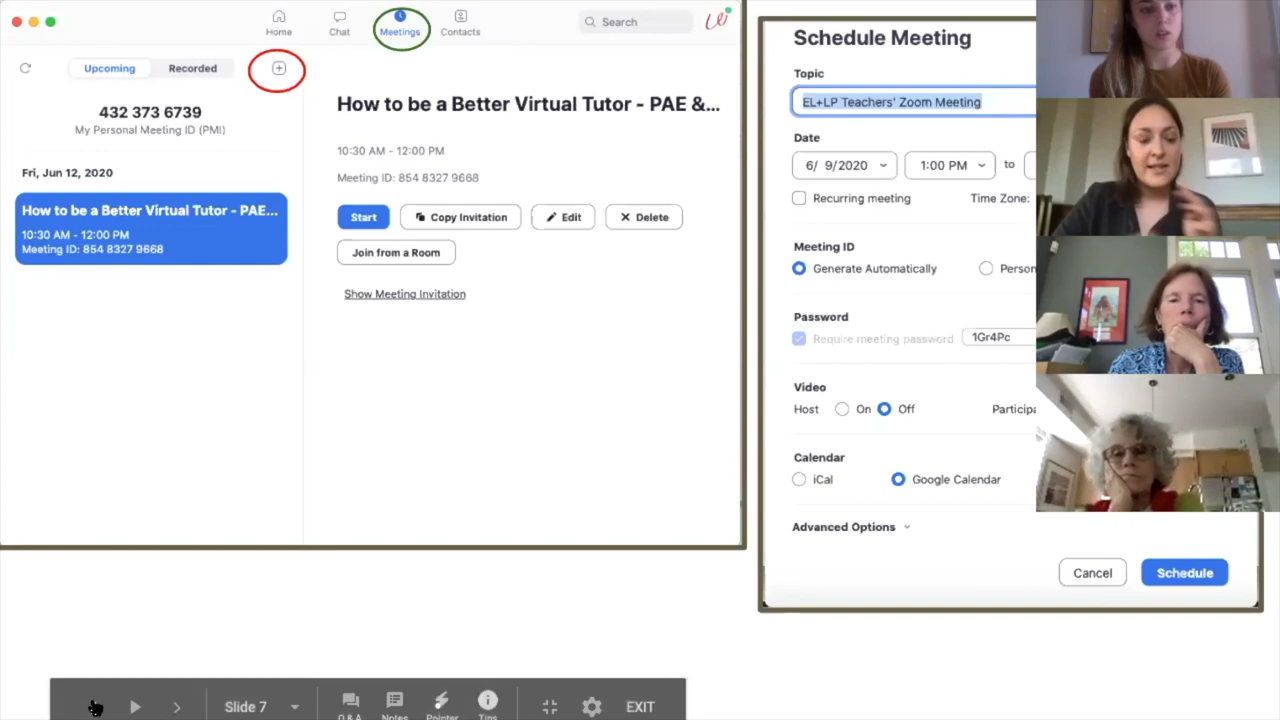 Home
Chat
Meetings
Contacts
Search
Upcoming
Recorded
432 373 6739
My Personal Meeting ID (PMI)
Fri, Jun 12, 2020
How to be a Better Virtual Tutor - PAE...
10:30 AM - 12:00 PM
Meeting ID: 854 8327 9668
How to be a Better Virtual Tutor - PAE &...
10:30 AM - 12:00 PM
Meeting ID: 854 8327 9668
Start
Copy Invitation
Edit
Delete
Join from a Room
Show Meeting Invitation
Schedule Meeting
Topic
EL+LP Teachers' Zoom Meeting
Date
6/ 9/2020
1:00 PM
to
Recurring meeting
Time Zone:
Meeting ID
Generate Automatically
Person
Password
Require meeting password
1Gr4Pc
Video
Host
On
Off
Participa
Calendar
iCal
Google Calendar
Advanced Options
Cancel
Schedule
Slide 7
Q & A
Notes
Pointer
Tips
EXIT